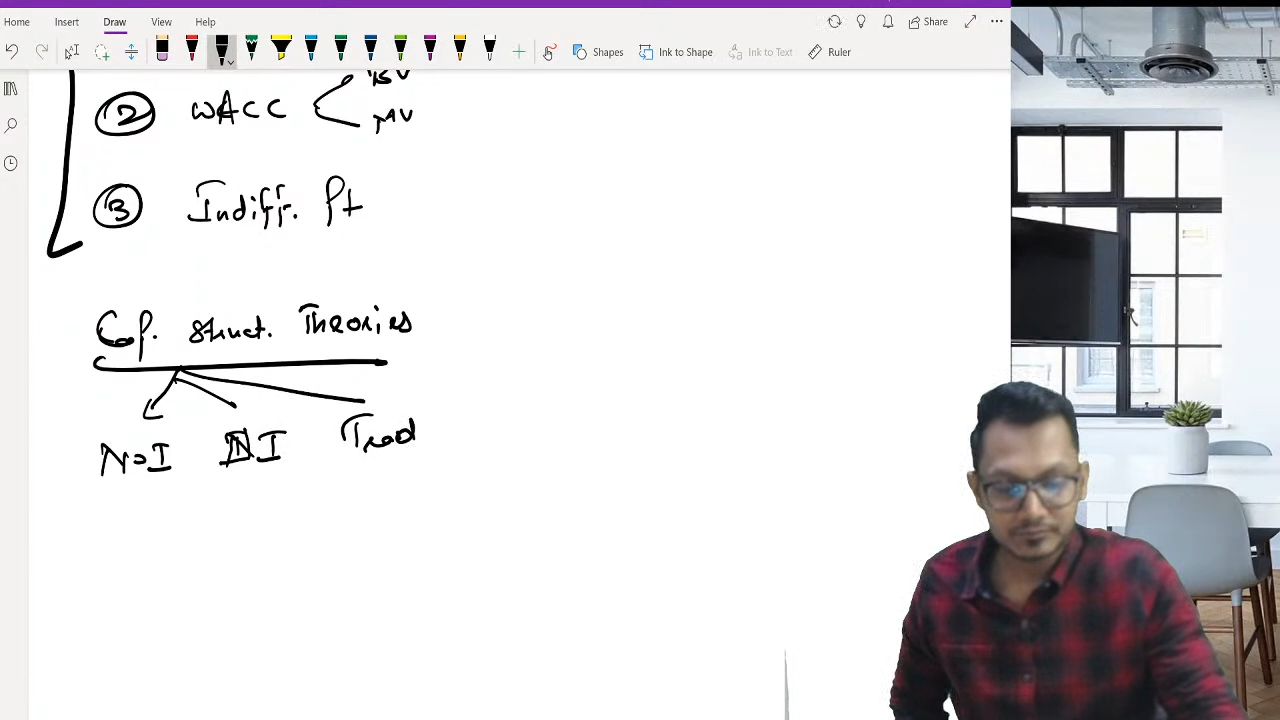 Home Insert Draw View Help Share
Ink to Shape Ink to Text Shapes Ruler
BV
2 WACC
MV
3 Indiff. Pt
Cap. Struct. Theories
NOI NI Trad